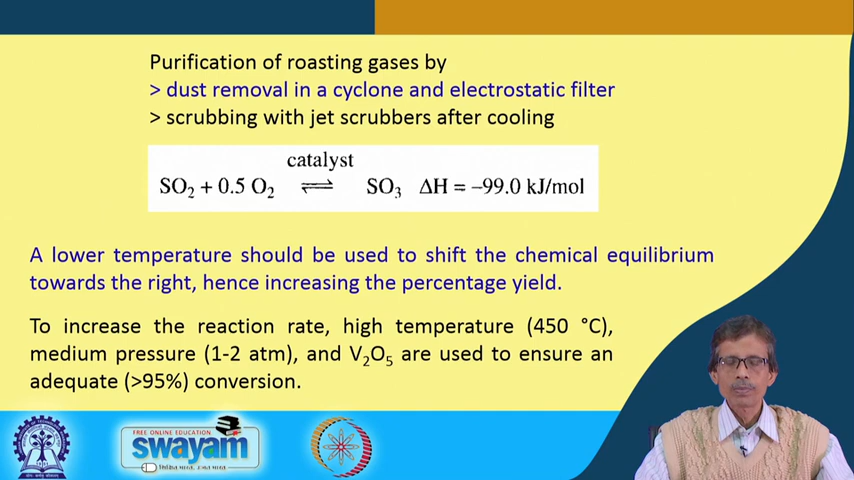 Purification of roasting gases by
> dust removal in a cyclone and electrostatic filter
> scrubbing with jet scrubbers after cooling
catalyst
SO₂ + 0.5 O₂ ⇌ SO₃ ΔH = –99.0 kJ/mol
A lower temperature should be used to shift the chemical equilibrium
towards the right, hence increasing the percentage yield.
To increase the reaction rate, high temperature (450 °C),
medium pressure (1-2 atm), and V₂O₅ are used to ensure an
adequate (>95%) conversion.
FREE ONLINE EDUCATION
swayam